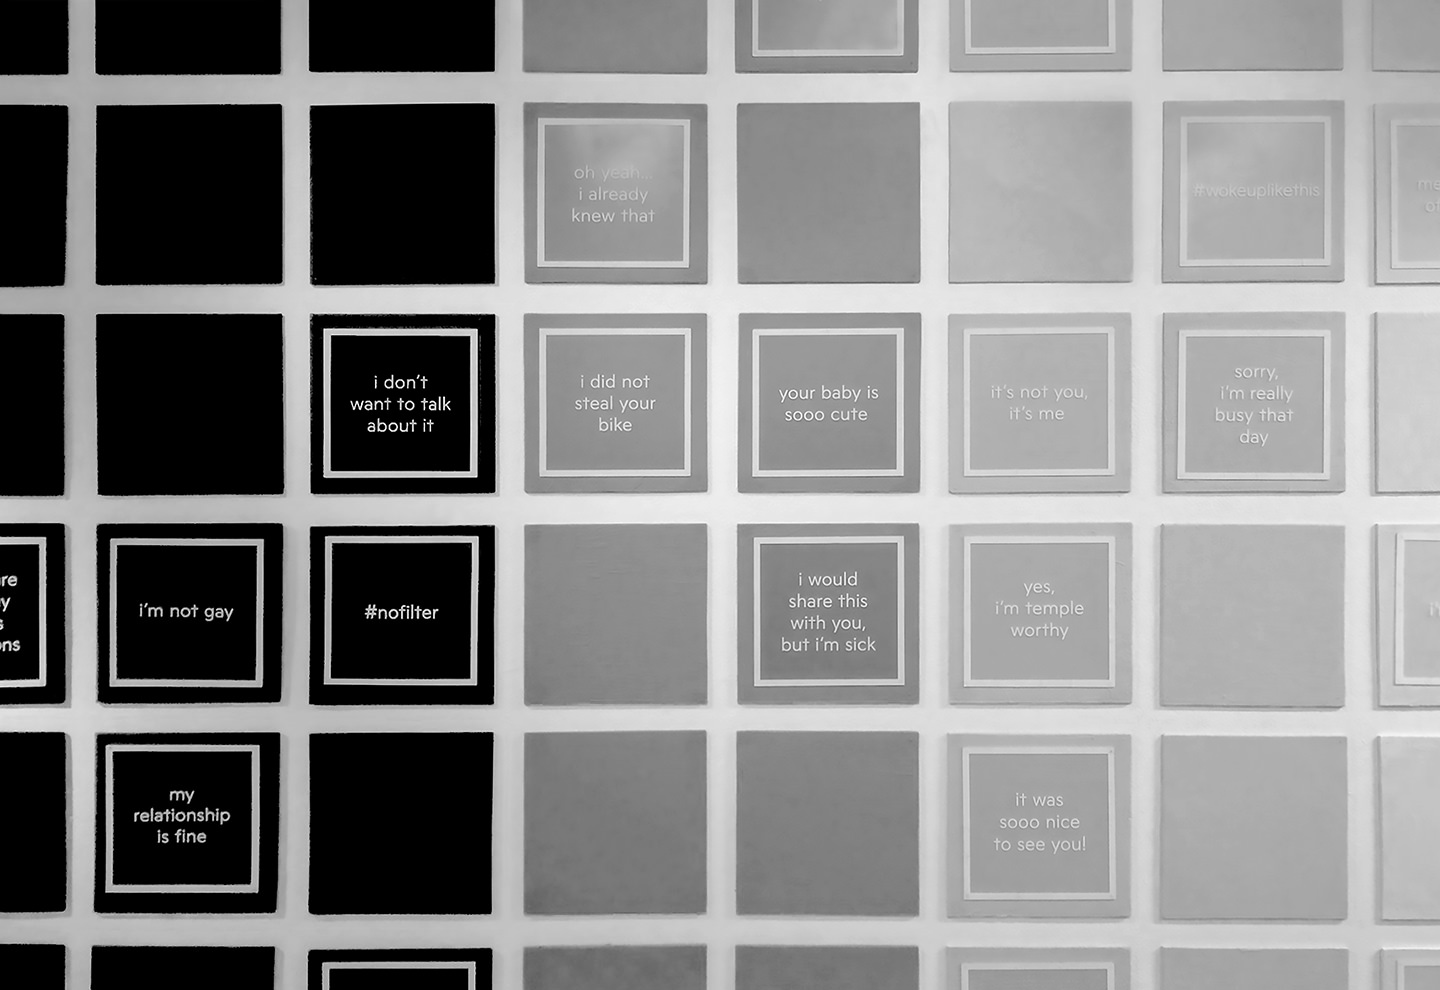 oh yeah...
i already
knew that
#wokeuplikethis
me
of
i don't
want to talk
about it
i did not
steal your
bike
your baby is
sooo cute
it's not you,
it's me
sorry,
i'm really
busy that
day
i'm not gay
#nofilter
i would
share this
with you,
but i'm sick
yes,
i'm temple
worthy
my
relationship
is fine
it was
sooo nice
to see you!